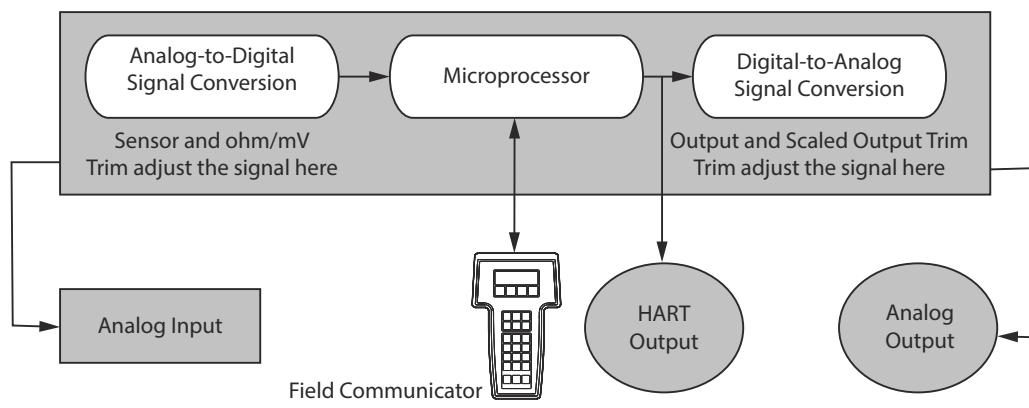 Analog-to-Digital
Signal Conversion
Microprocessor
Digital-to-Analog
Signal Conversion
Sensor and ohm/mV
Trim adjust the signal here
Output and Scaled Output Trim
Trim adjust the signal here
Analog Input
Field Communicator
HART
Output
Analog
Output